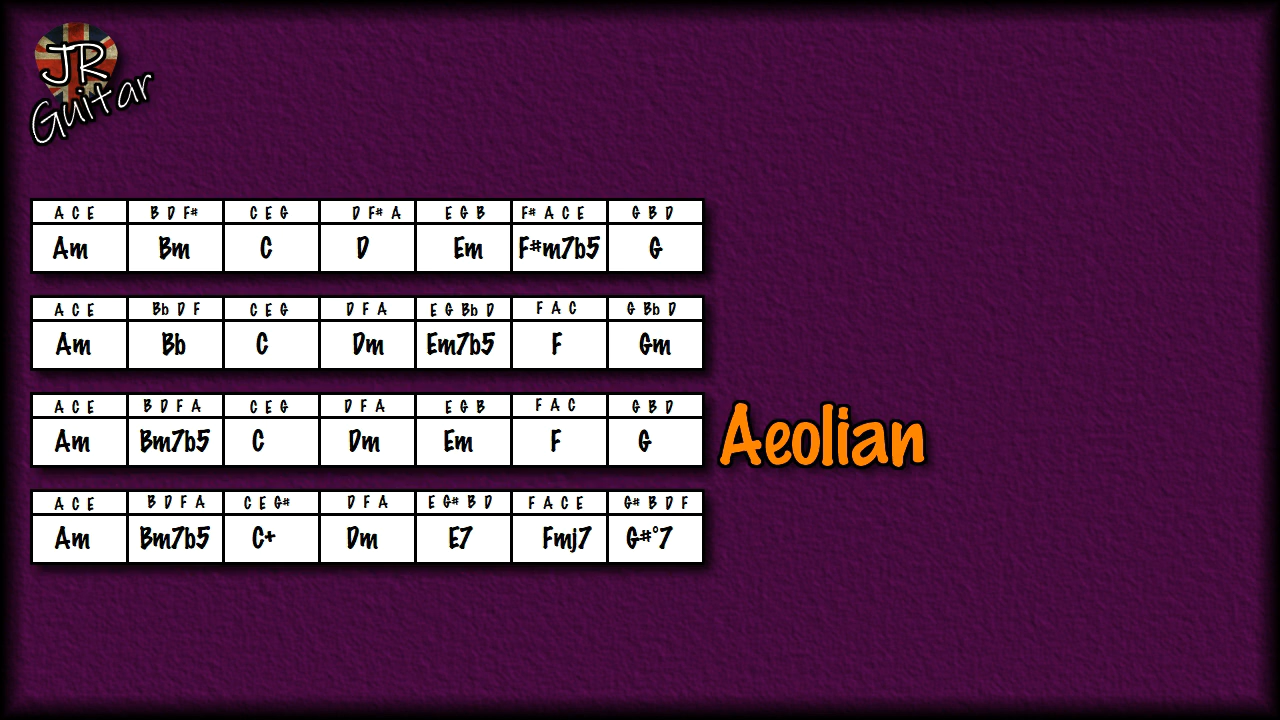 JR
Guitar
A C E B D F# C E G D F# A E G B F# A C E G B D
Am Bm C D Em F#m7b5 G
A C E Bb D F C E G D F A E G Bb D F A C G Bb D
Am Bb C Dm Em7b5 F Gm
A C E B D F A C E G D F A E G B F A C G B D
Am Bm7b5 C Dm Em F G
Aeolian
A C E B D F A C E G# D F A E G# B D F A C E G# B D F
Am Bm7b5 C+ Dm E7 Fmj7 G#°7